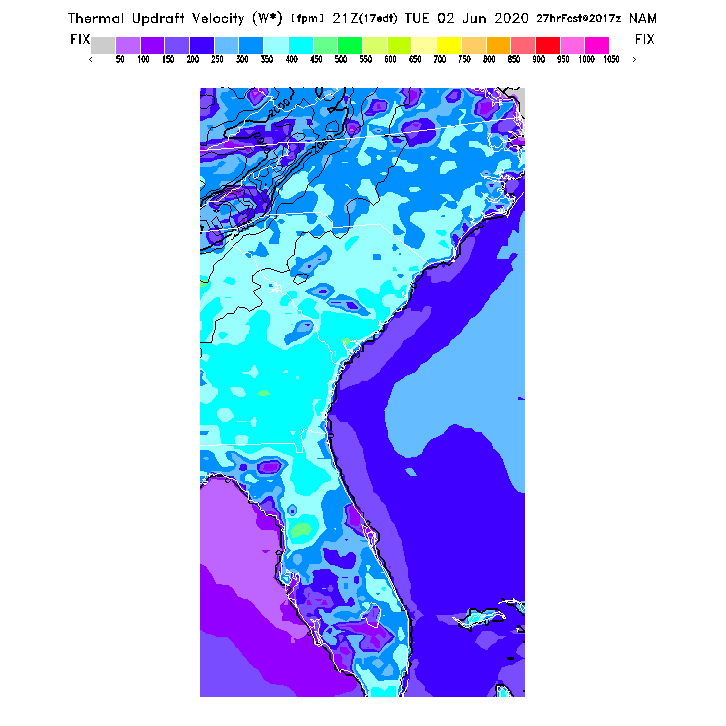 Thermal Updraft Velocity (W*) [fpm] 21Z(17edt) TUE 02 Jun 2020 27hrFcst@2017z NAM
FIX FIX
< 50 100 150 200 250 300 350 400 450 500 550 600 650 700 750 800 850 900 950 1000 1050 >